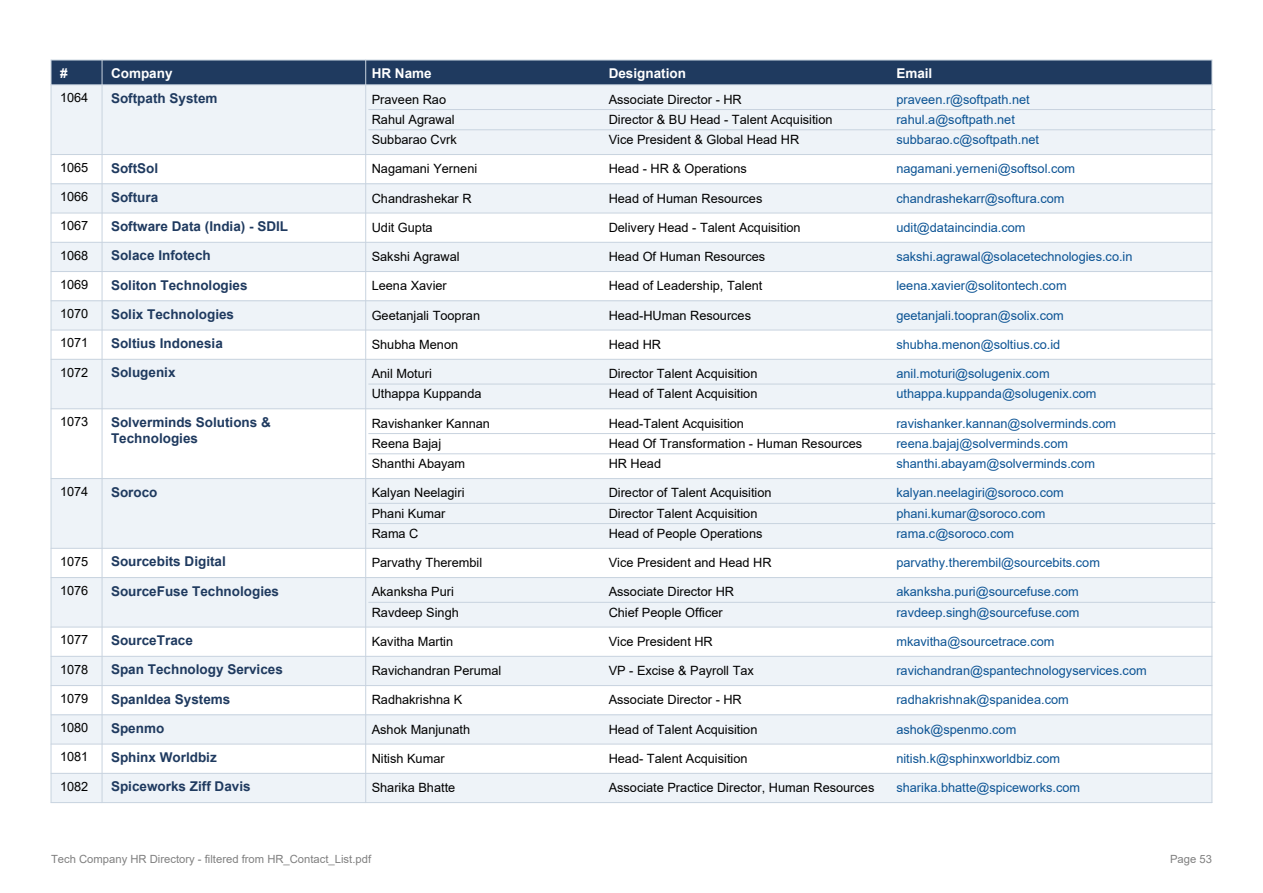 # Company HR Name Designation Email
1064 Softpath System Praveen Rao Associate Director - HR praveen.r@softpath.net
Rahul Agrawal Director & BU Head - Talent Acquisition rahul.a@softpath.net
Subbarao Cvrk Vice President & Global Head HR subbarao.c@softpath.net
1065 SoftSol Nagamani Yerneni Head - HR & Operations nagamani.yerneni@softsol.com
1066 Softura Chandrashekar R Head of Human Resources chandrashekarr@softura.com
1067 Software Data (India) - SDIL Udit Gupta Delivery Head - Talent Acquisition udit@dataincindia.com
1068 Solace Infotech Sakshi Agrawal Head Of Human Resources sakshi.agrawal@solacetechnologies.co.in
1069 Soliton Technologies Leena Xavier Head of Leadership, Talent leena.xavier@solitontech.com
1070 Solix Technologies Geetanjali Toopran Head-HUman Resources geetanjali.toopran@solix.com
1071 Soltius Indonesia Shubha Menon Head HR shubha.menon@soltius.co.id
1072 Solugenix Anil Moturi Director Talent Acquisition anil.moturi@solugenix.com
Uthappa Kuppanda Head of Talent Acquisition uthappa.kuppanda@solugenix.com
1073 Solverminds Solutions & Ravishanker Kannan Head-Talent Acquisition ravishanker.kannan@solverminds.com
Technologies Reena Bajaj Head Of Transformation - Human Resources reena.bajaj@solverminds.com
Shanthi Abayam HR Head shanthi.abayam@solverminds.com
1074 Soroco Kalyan Neelagiri Director of Talent Acquisition kalyan.neelagiri@soroco.com
Phani Kumar Director Talent Acquisition phani.kumar@soroco.com
Rama C Head of People Operations rama.c@soroco.com
1075 Sourcebits Digital Parvathy Therembil Vice President and Head HR parvathy.therembil@sourcebits.com
1076 SourceFuse Technologies Akanksha Puri Associate Director HR akanksha.puri@sourcefuse.com
Ravdeep Singh Chief People Officer ravdeep.singh@sourcefuse.com
1077 SourceTrace Kavitha Martin Vice President HR mkavitha@sourcetrace.com
1078 Span Technology Services Ravichandran Perumal VP - Excise & Payroll Tax ravichandran@spantechnologyservices.com
1079 SpanIdea Systems Radhakrishna K Associate Director - HR radhakrishnak@spanidea.com
1080 Spenmo Ashok Manjunath Head of Talent Acquisition ashok@spenmo.com
1081 Sphinx Worldbiz Nitish Kumar Head- Talent Acquisition nitish.k@sphinxworldbiz.com
1082 Spiceworks Ziff Davis Sharika Bhatte Associate Practice Director, Human Resources sharika.bhatte@spiceworks.com
Tech Company HR Directory - filtered from HR_Contact_List.pdf Page 53